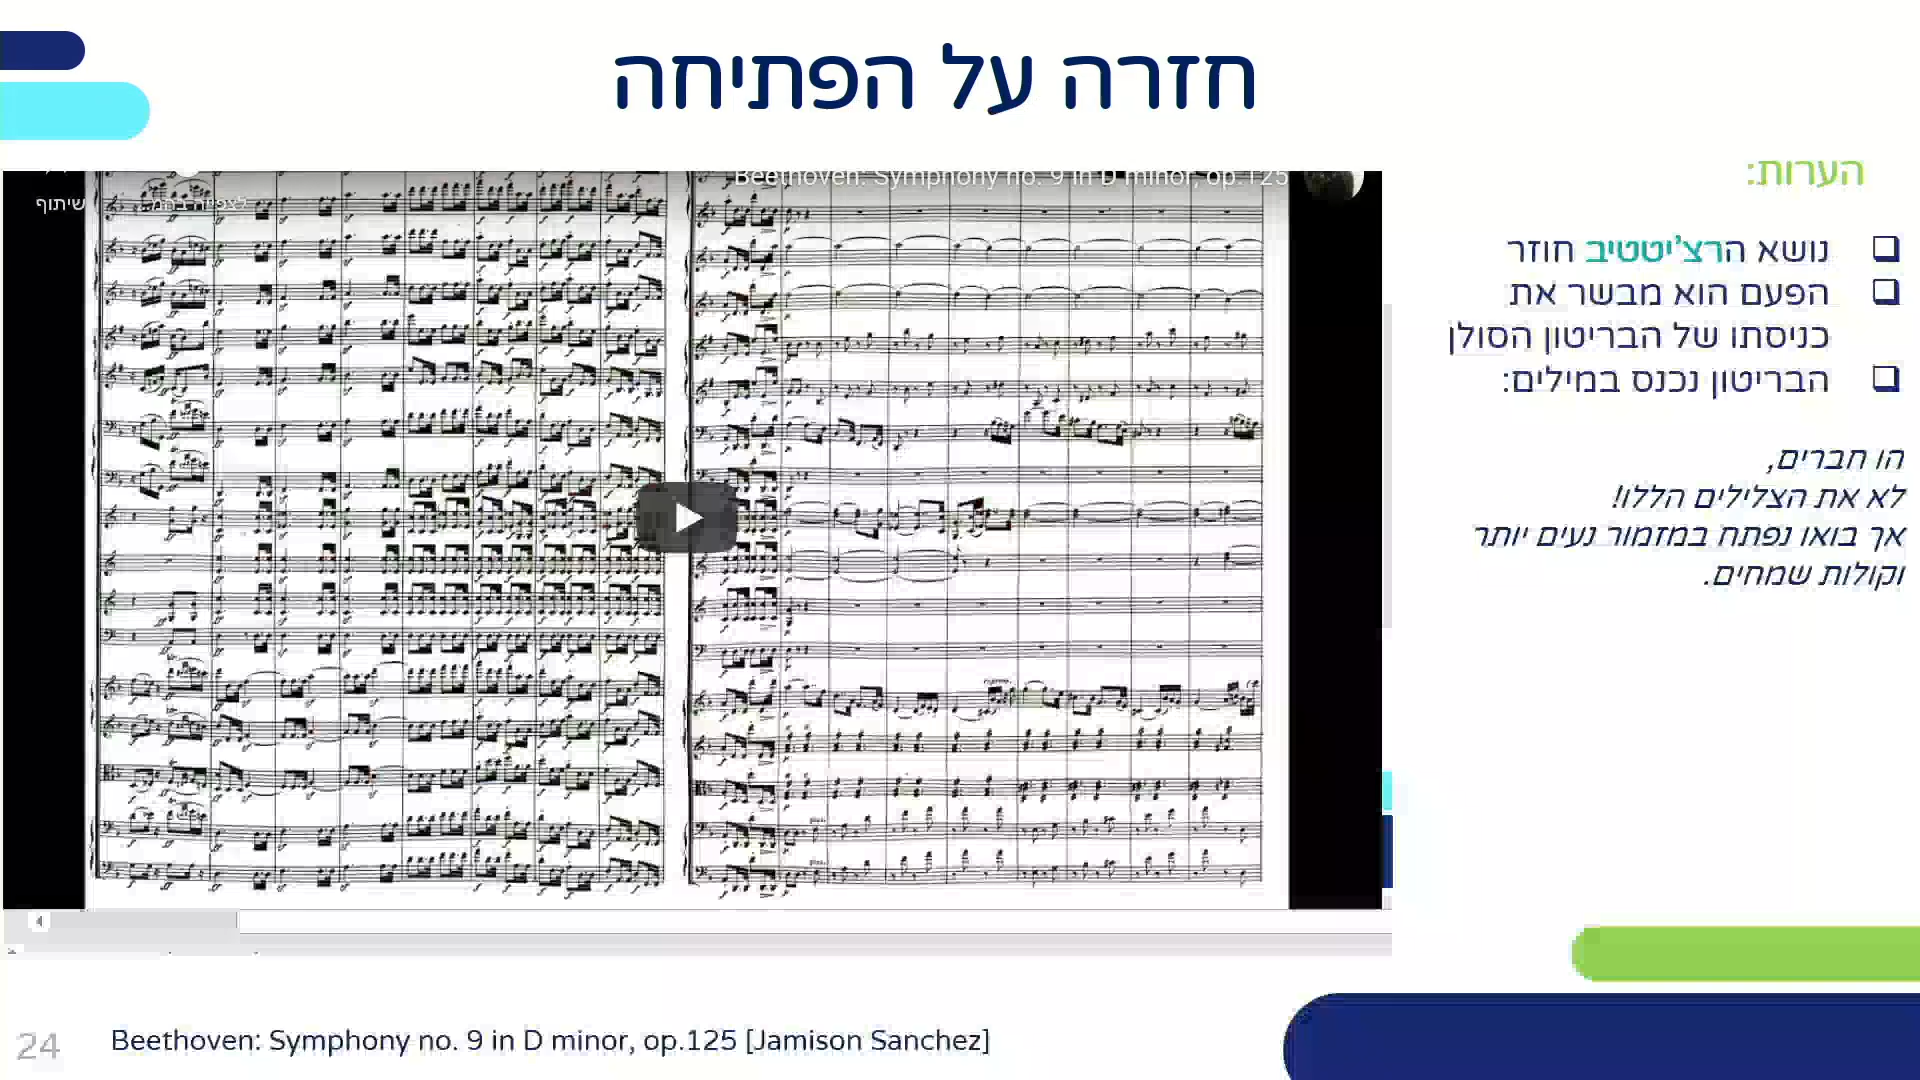 חזרה על הפתיחה
Beethoven: Symphony no. 9 in D minor, op.125
שיתוף
הערות:
נושא הרצ'יטטיב חוזר
הפעם הוא מבשר את
כניסתו של הבריטון הסולן
הבריטון נכנס במילים:
הו חברים,
לא את הצלילים הללו!
אך בואו נפתח במזמור נעים יותר
וקולות שמחים.
24
Beethoven: Symphony no. 9 in D minor, op.125 [Jamison Sanchez]